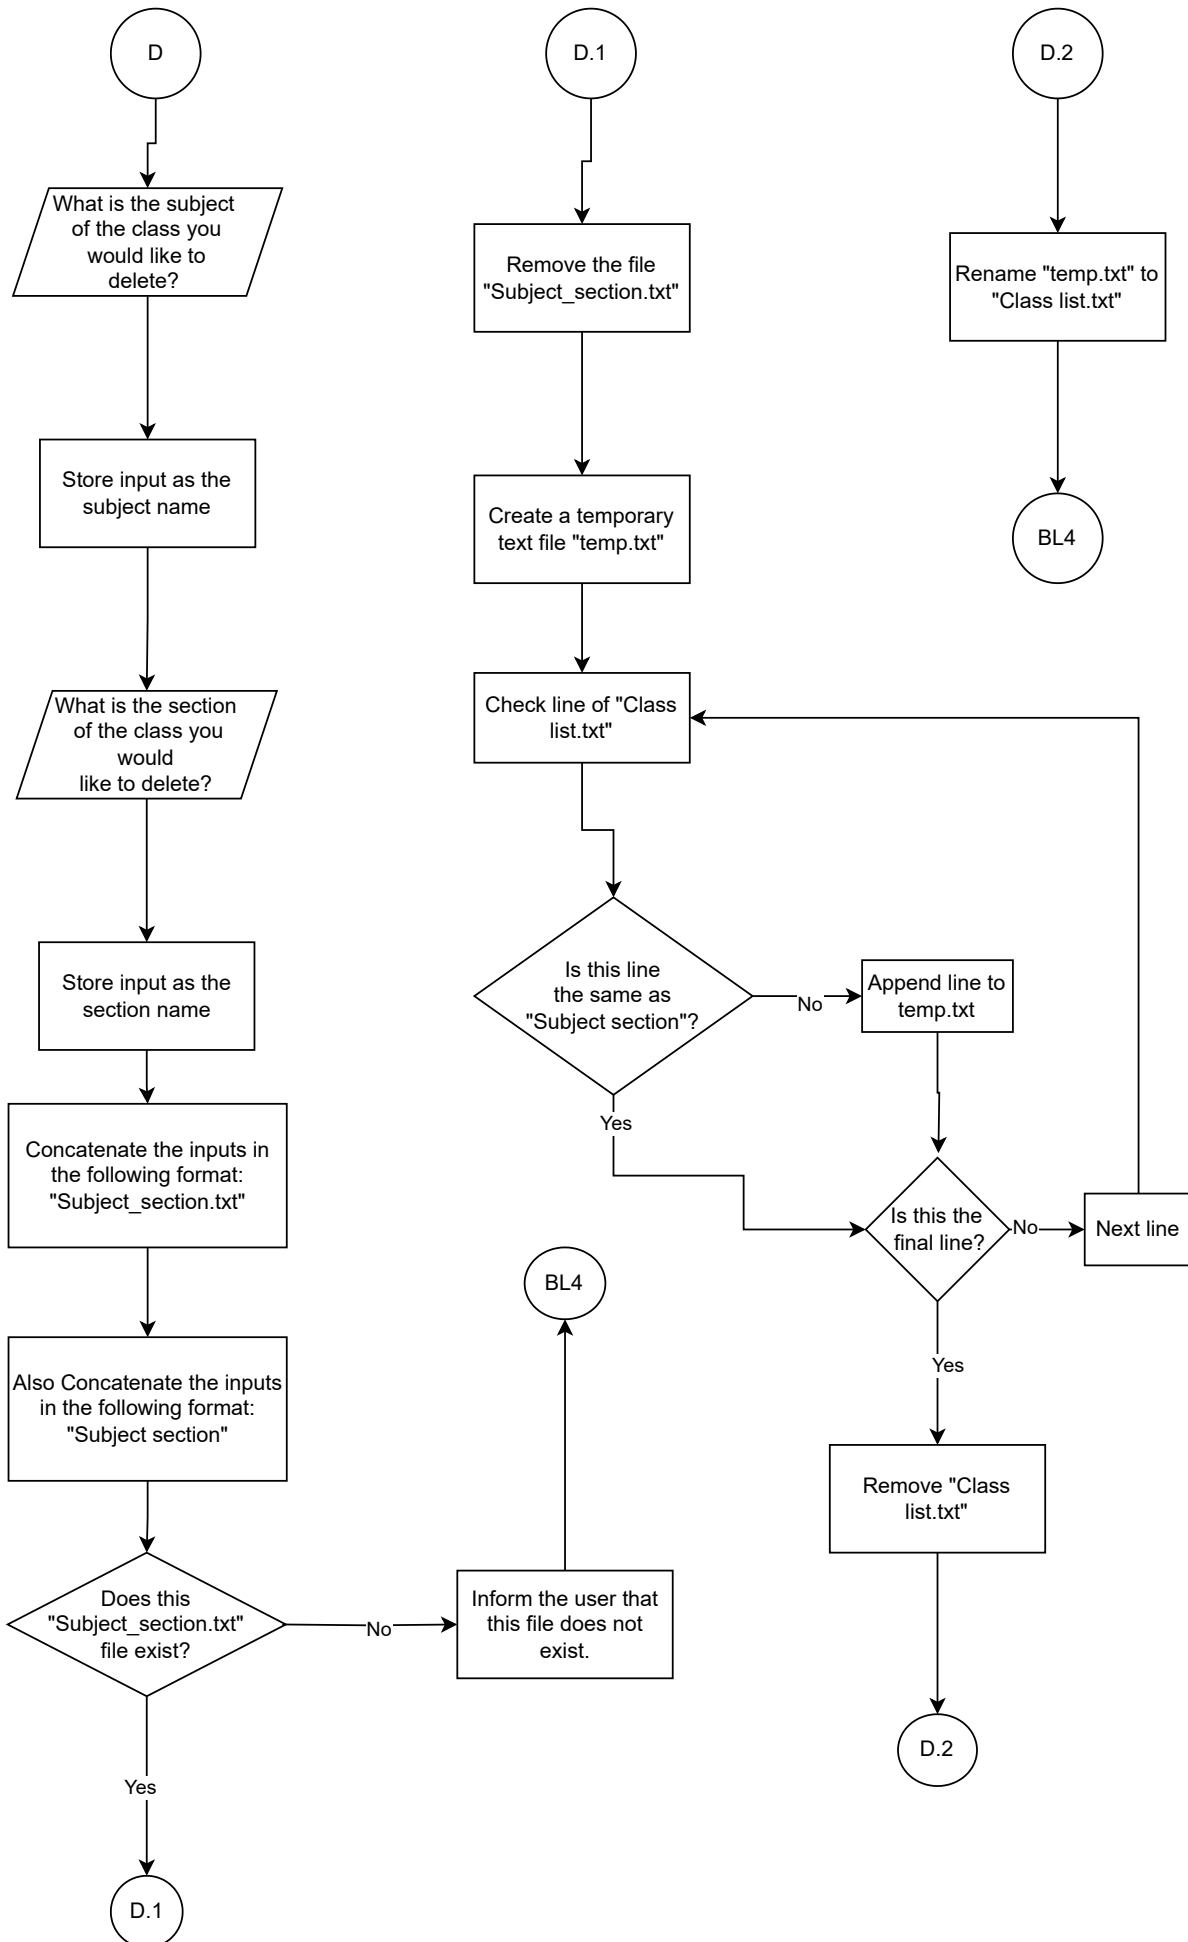 D
What is the subject
of the class you
would like to
delete?
Store input as the
subject name
What is the section
of the class you
would
like to delete?
Store input as the
section name
Concatenate the inputs in
the following format:
"Subject_section.txt"
Also Concatenate the inputs
in the following format:
"Subject section"
Does this
"Subject_section.txt"
file exist?
No
Inform the user that
this file does not
exist.
BL4
Yes
D.1
D.1
Remove the file
"Subject_section.txt"
Create a temporary
text file "temp.txt"
Check line of "Class
list.txt"
Is this line
the same as
"Subject section"?
No
Append line to
temp.txt
Yes
Is this the
final line?
No
Next line
Yes
Remove "Class
list.txt"
D.2
D.2
Rename "temp.txt" to
"Class list.txt"
BL4